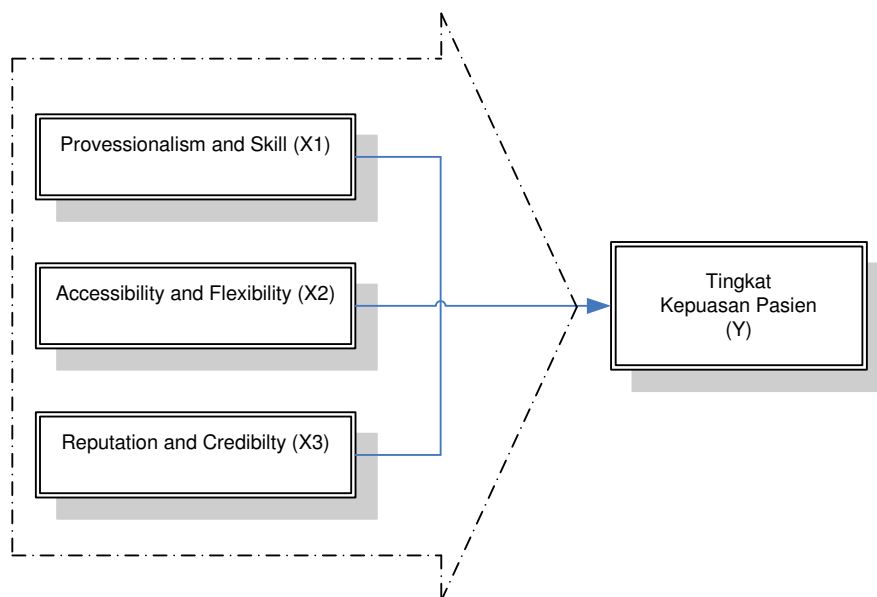 Provessionalism and Skill (X1)
Accessibility and Flexibility (X2)
Reputation and Credibilty (X3)
Tingkat
Kepuasan Pasien
(Y)